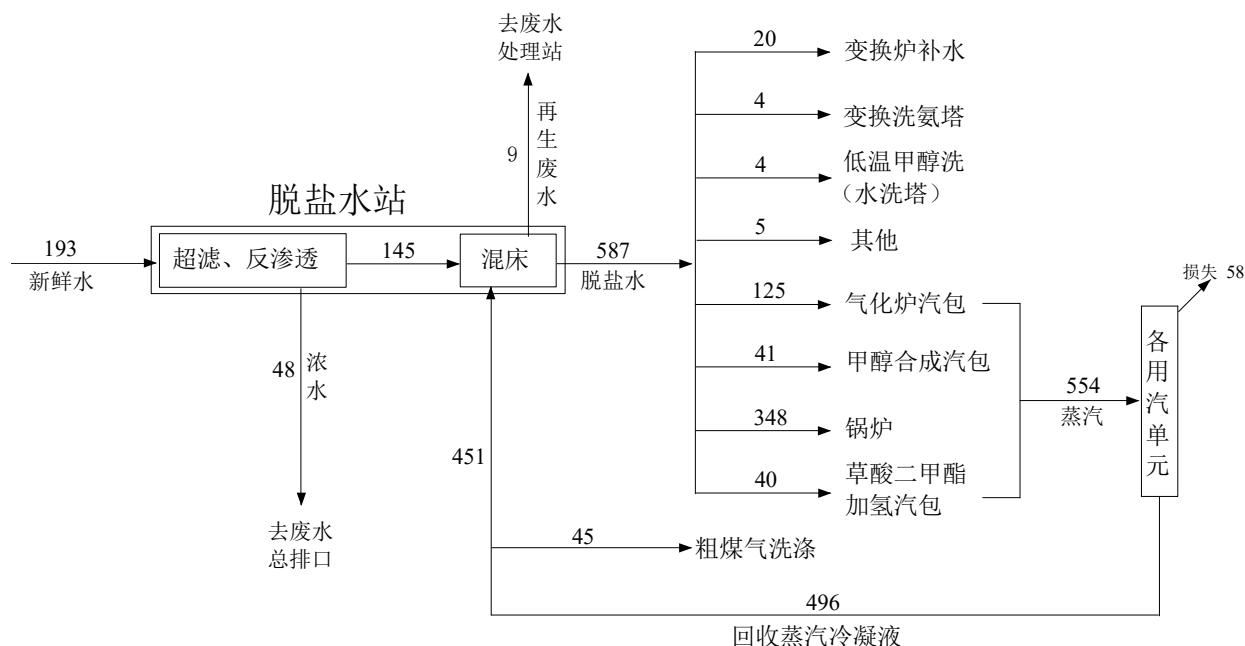 去废水
处理站
再生废水
9
脱盐水站
193
新鲜水
超滤、反渗透
145
混床
587
脱盐水
48
浓水
去废水
总排口
451
20
变换炉补水
4
变换洗氨塔
4
低温甲醇洗
（水洗塔）
5
其他
125
气化炉汽包
41
甲醇合成汽包
348
锅炉
40
草酸二甲酯
加氢汽包
554
蒸汽
各用汽单元
损失 58
45
粗煤气洗涤
496
回收蒸汽冷凝液